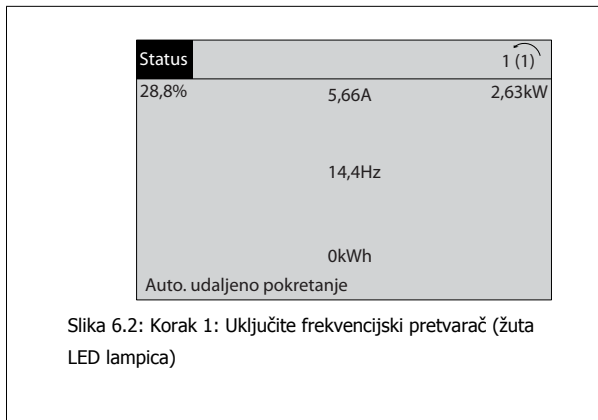 Status 1 (1)
28,8% 5,66A 2,63kW
14,4Hz
0kWh
Auto. udaljeno pokretanje
Slika 6.2: Korak 1: Uključite frekvencijski pretvarač (žuta
LED lampica)